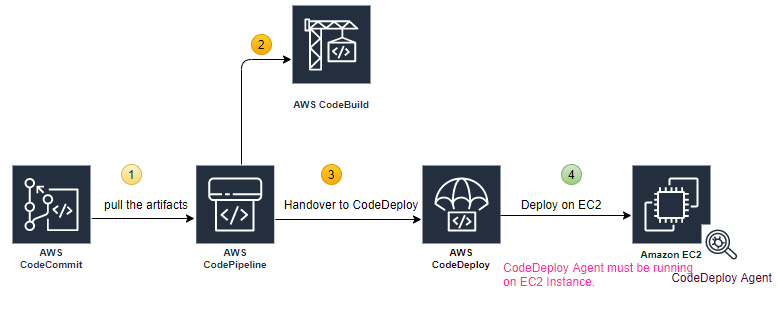 2
AWS CodeBuild
1
3
4
pull the artifacts
Handover to CodeDeploy
Deploy on EC2
AWS
CodeCommit
AWS
CodePipeline
AWS
CodeDeploy
Amazon EC2
CodeDeploy Agent must be running
on EC2 Instance.
CodeDeploy Agent